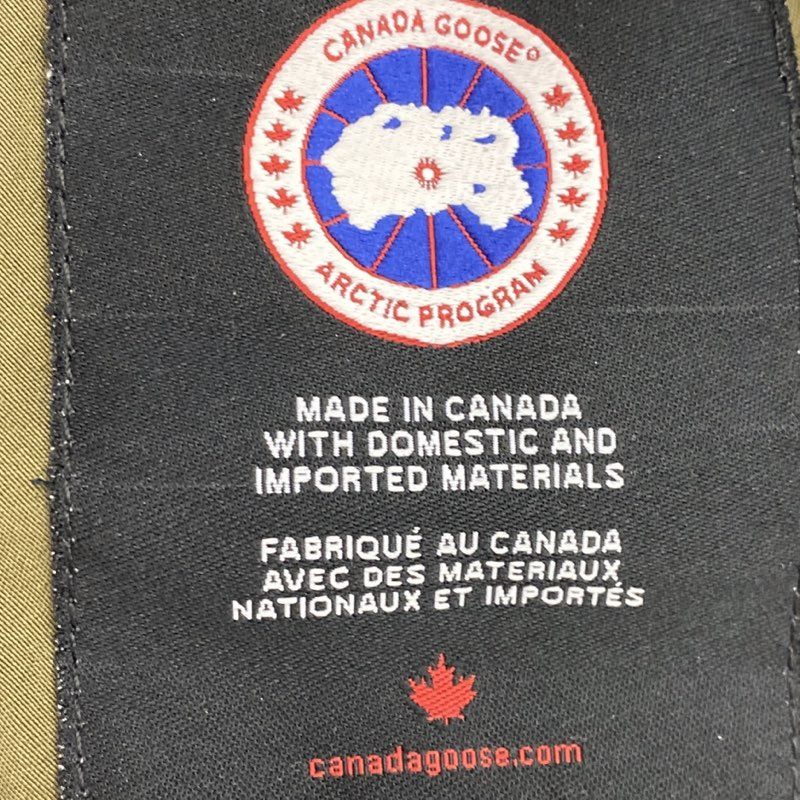 CANADA GOOSE®
ARCTIC PROGRAM
MADE IN CANADA
WITH DOMESTIC AND
IMPORTED MATERIALS
FABRIQUÉ AU CANADA
AVEC DES MATERIAUX
NATIONAUX ET IMPORTÉS
canadagoose.com